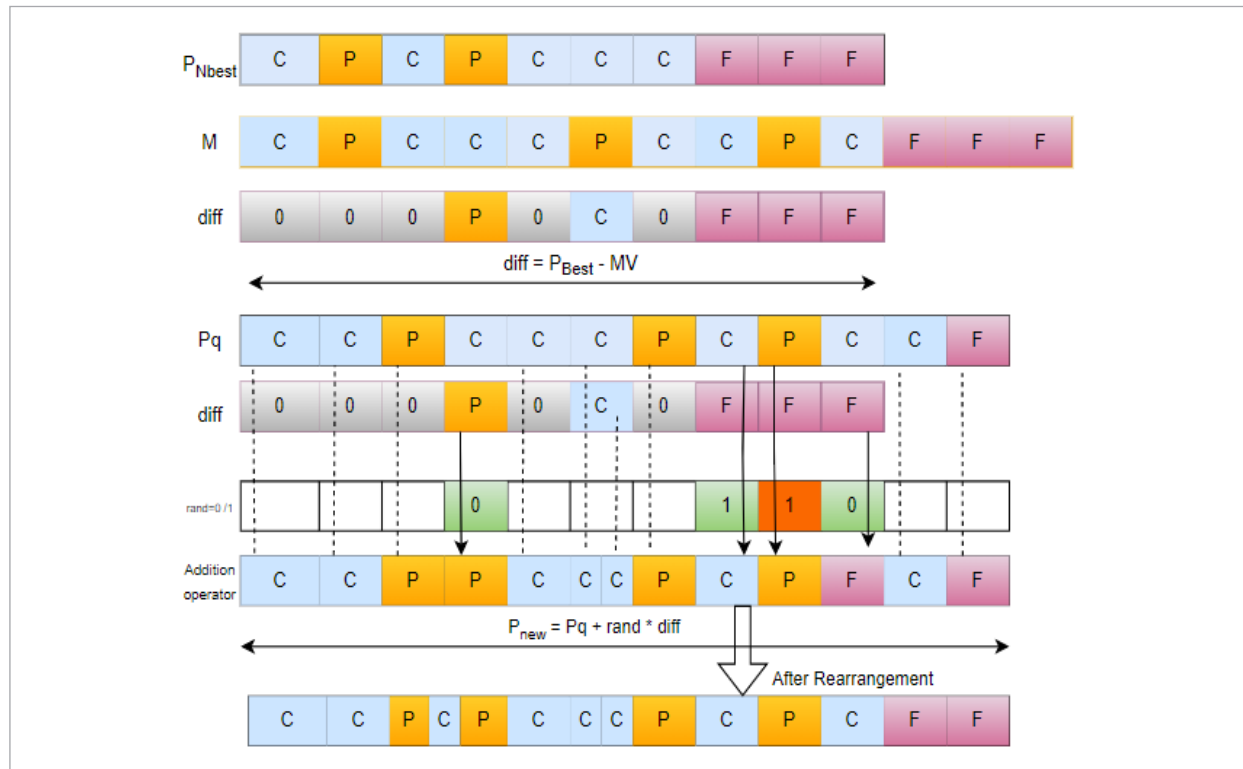 P_Nbest C P C P C C C F F F
M C P C C C P C C P C F F F
diff 0 0 0 P 0 C 0 F F F
diff = P_Best - MV
Pq C C P C C C P C P C C F
diff 0 0 0 P 0 C 0 F F F
rand=0 /1 0 1 1 0
Addition
operator
C C P P C C C P C P F C F
P_new = Pq + rand * diff
After Rearrangement
C C P C P C C C P C P C F F